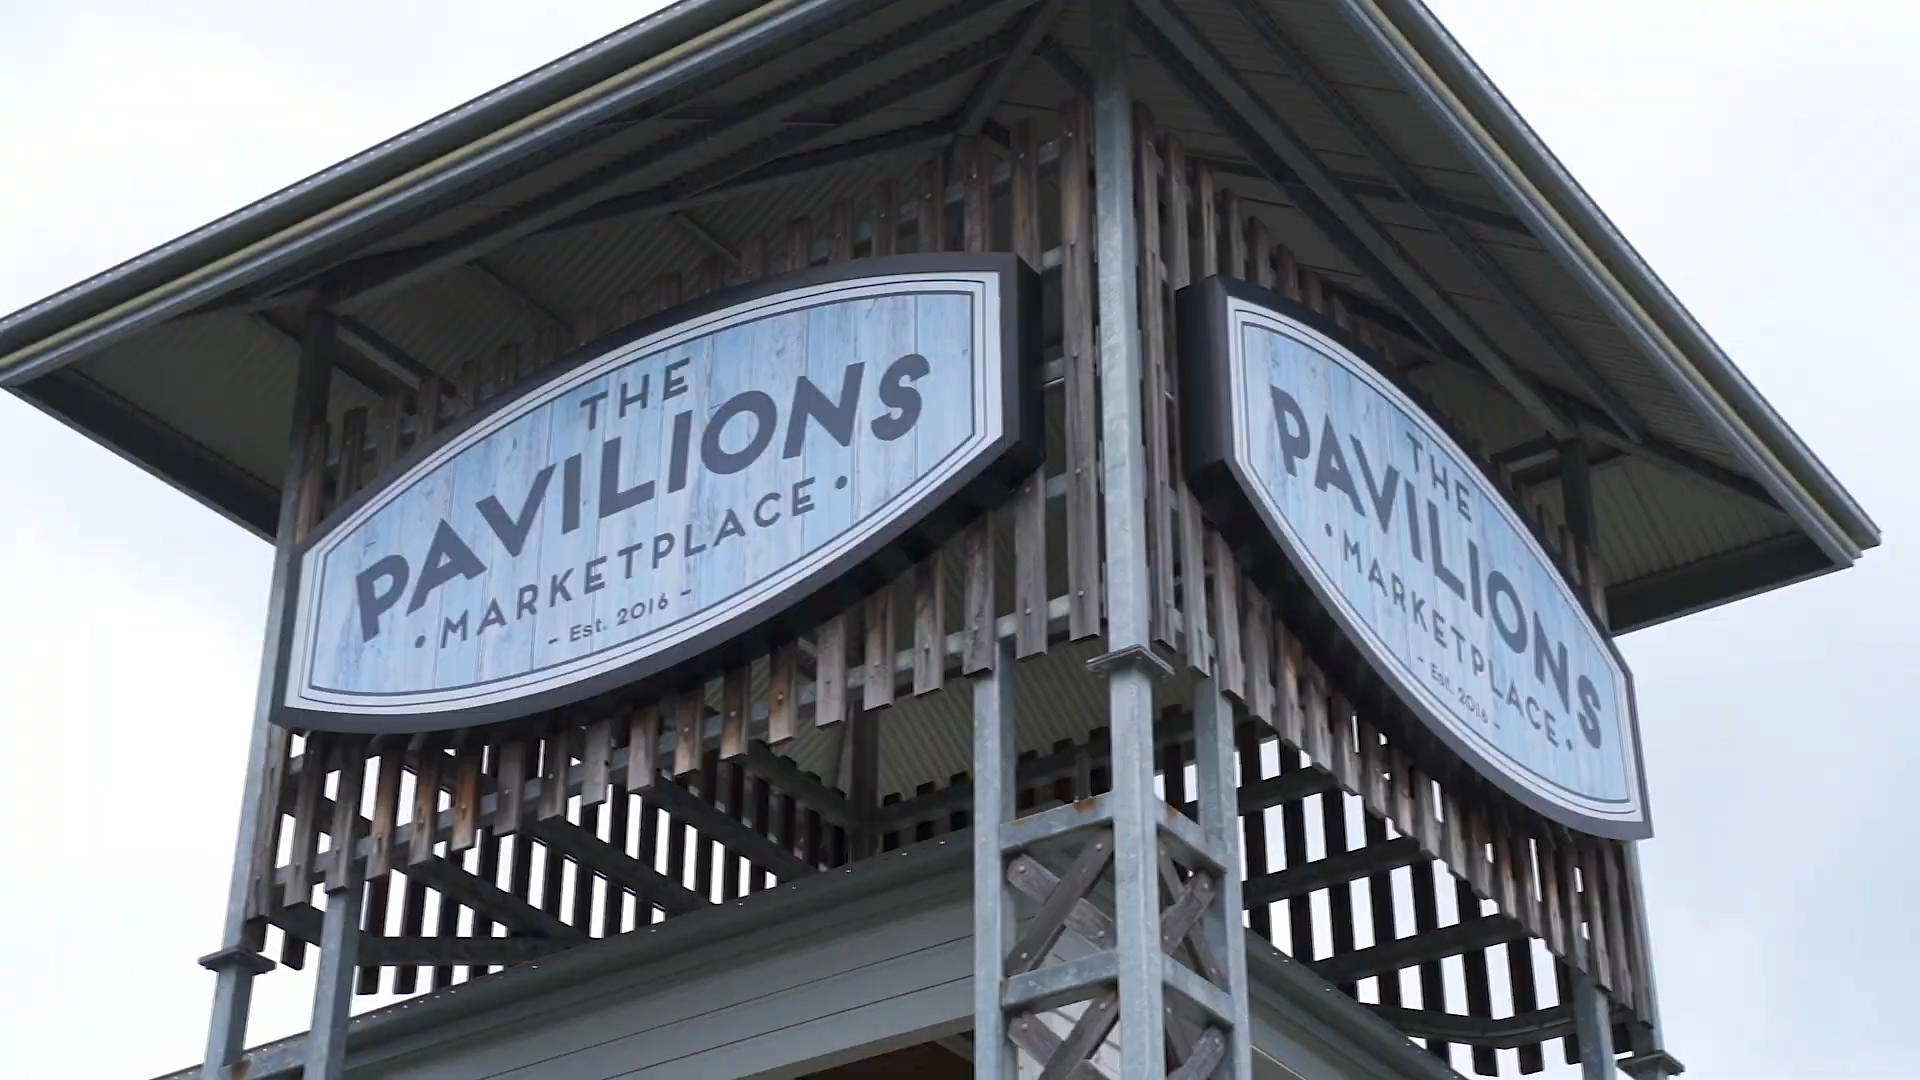 THE
PAVILIONS
• MARKETPLACE •
- Est. 2016 -
THE
PAVILIONS
• MARKETPLACE •
- Est. 2016 -